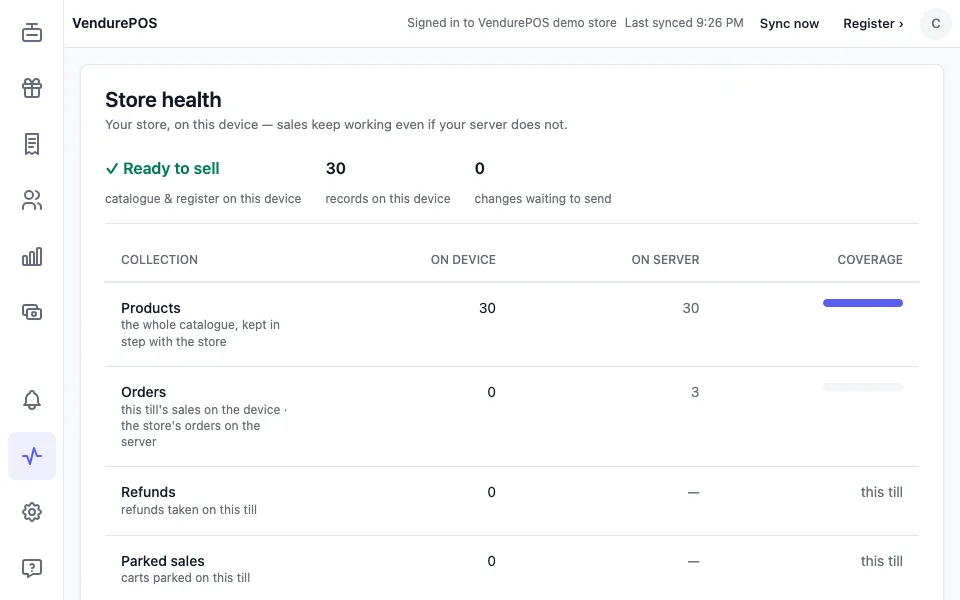 VendurePOS
Signed in to VendurePOS demo store Last synced 9:26 PM Sync now Register › C
Store health
Your store, on this device — sales keep working even if your server does not.
✓ Ready to sell
catalogue & register on this device
30
records on this device
0
changes waiting to send
COLLECTION ON DEVICE ON SERVER COVERAGE
Products 30 30
the whole catalogue, kept in
step with the store
Orders 0 3
this till's sales on the device ·
the store's orders on the
server
Refunds 0 — this till
refunds taken on this till
Parked sales 0 — this till
carts parked on this till